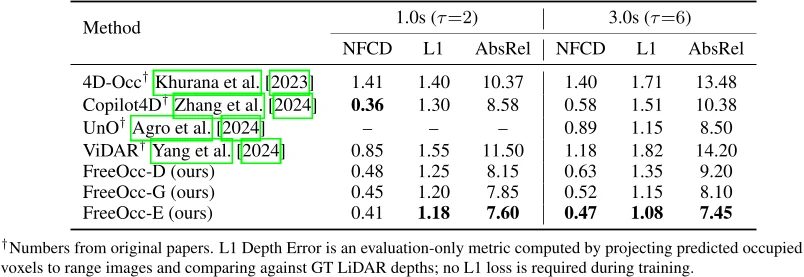 Method 1.0s (τ=2) 3.0s (τ=6)
NFCD L1 AbsRel NFCD L1 AbsRel
4D-Occ† Khurana et al. [2023] 1.41 1.40 10.37 1.40 1.71 13.48
Copilot4D† Zhang et al. [2024] 0.36 1.30 8.58 0.58 1.51 10.38
UnO† Agro et al. [2024] – – – 0.89 1.15 8.50
ViDAR† Yang et al. [2024] 0.85 1.55 11.50 1.18 1.82 14.20
FreeOcc-D (ours) 0.48 1.25 8.15 0.63 1.35 9.20
FreeOcc-G (ours) 0.45 1.20 7.85 0.52 1.15 8.10
FreeOcc-E (ours) 0.41 1.18 7.60 0.47 1.08 7.45
†Numbers from original papers. L1 Depth Error is an evaluation-only metric computed by projecting predicted occupied
voxels to range images and comparing against GT LiDAR depths; no L1 loss is required during training.